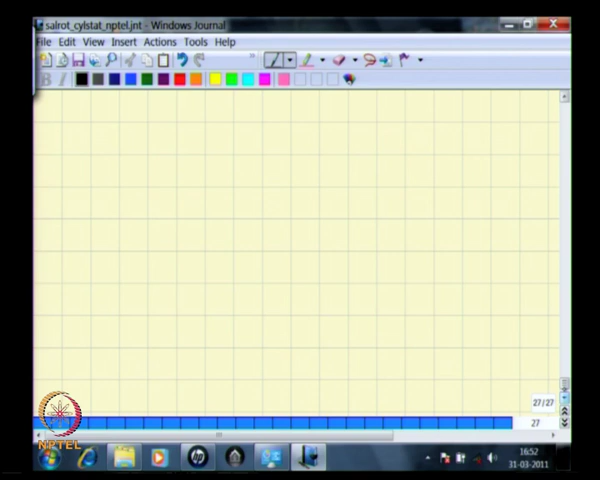 salrot_cylstat_nptel.jnt - Windows Journal
File Edit View Insert Actions Tools Help
B I
27/27
27
NPTEL
hp
16:52
31-03-2011